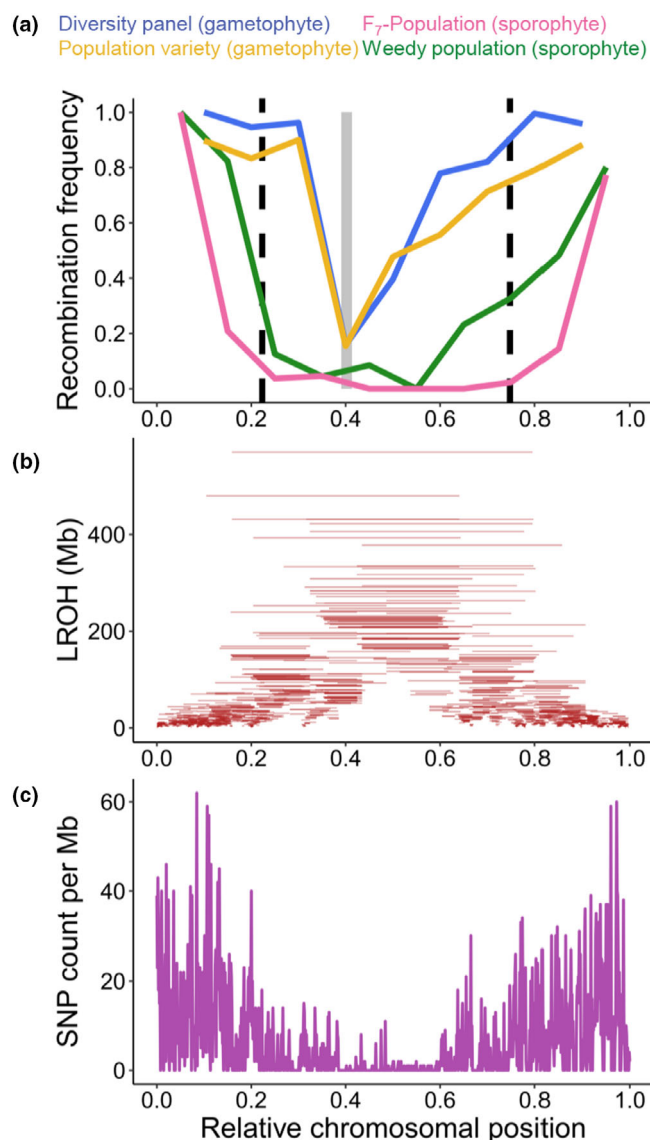 (a) Diversity panel (gametophyte) F₇-Population (sporophyte)
Population variety (gametophyte) Weedy population (sporophyte)
Recombination frequency
1.0
0.8
0.6
0.4
0.2
0.0
0.0 0.2 0.4 0.6 0.8 1.0
(b)
LROH (Mb)
400
200
0
0.0 0.2 0.4 0.6 0.8 1.0
(c)
SNP count per Mb
60
40
20
0
0.0 0.2 0.4 0.6 0.8 1.0
Relative chromosomal position